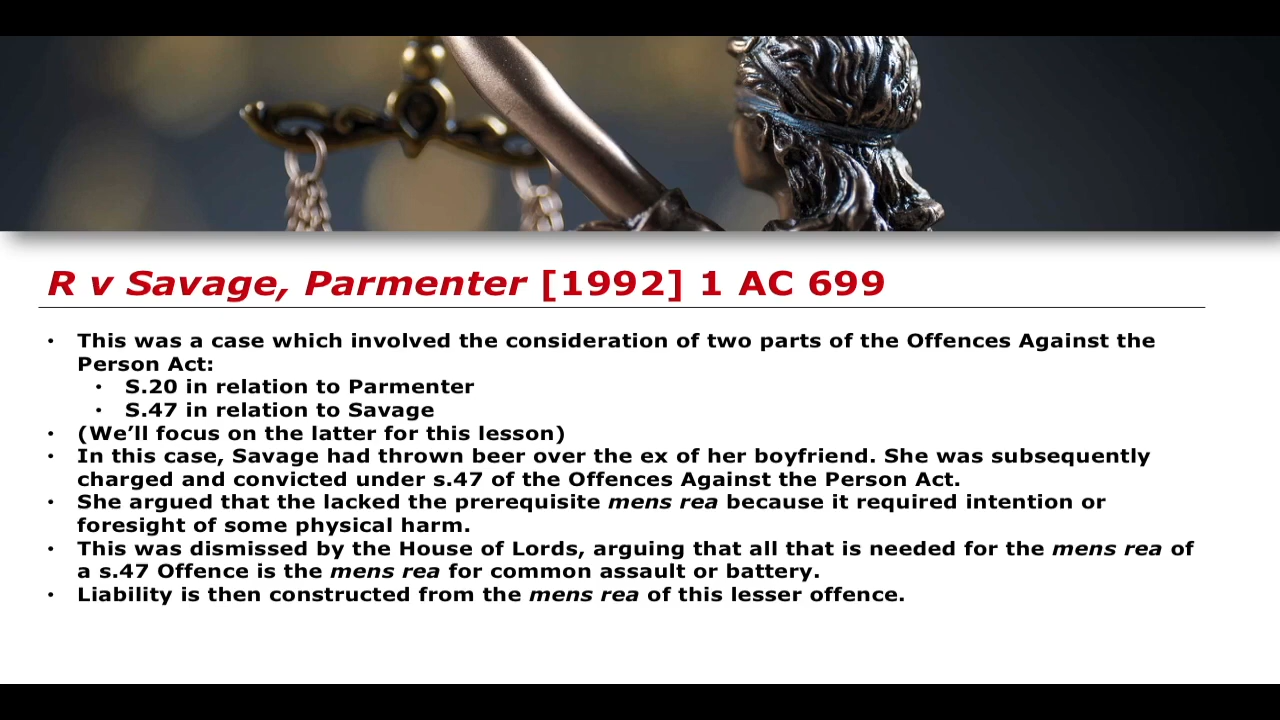 R v Savage, Parmenter [1992] 1 AC 699
• This was a case which involved the consideration of two parts of the Offences Against the
Person Act:
• S.20 in relation to Parmenter
• S.47 in relation to Savage
• (We’ll focus on the latter for this lesson)
• In this case, Savage had thrown beer over the ex of her boyfriend. She was subsequently
charged and convicted under s.47 of the Offences Against the Person Act.
• She argued that the lacked the prerequisite mens rea because it required intention or
foresight of some physical harm.
• This was dismissed by the House of Lords, arguing that all that is needed for the mens rea of
a s.47 Offence is the mens rea for common assault or battery.
• Liability is then constructed from the mens rea of this lesser offence.